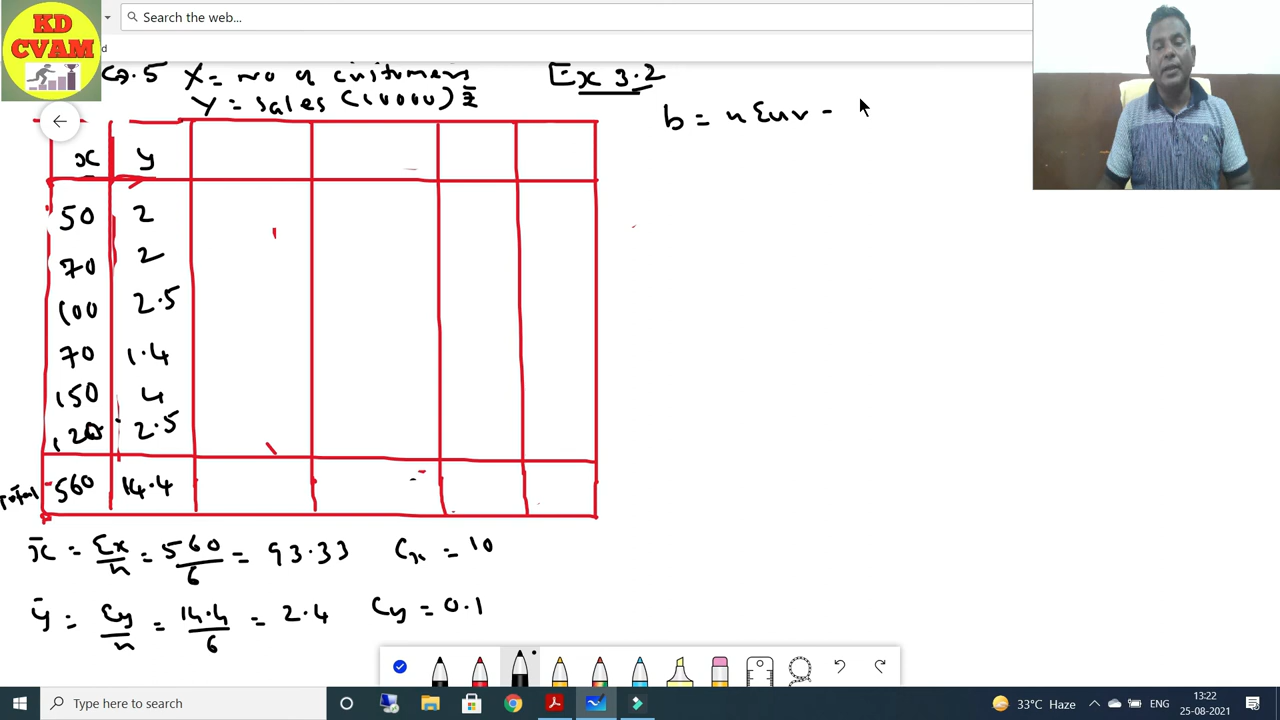 Search the web...
KD
CVAM
5 X = no of customers Ex 3.2
Y = sales (10000) ₹
b = n Σuv -
x y
50 2
70 2
100 2.5
70 1.4
150 4
120 2.5
Total 560 14.4
x̄ = Σx/n = 560/6 = 93.33 Cx = 10
ȳ = Σy/n = 14.4/6 = 2.4 Cy = 0.1
Type here to search
33°C Haze
ENG
13:22
25-08-2021